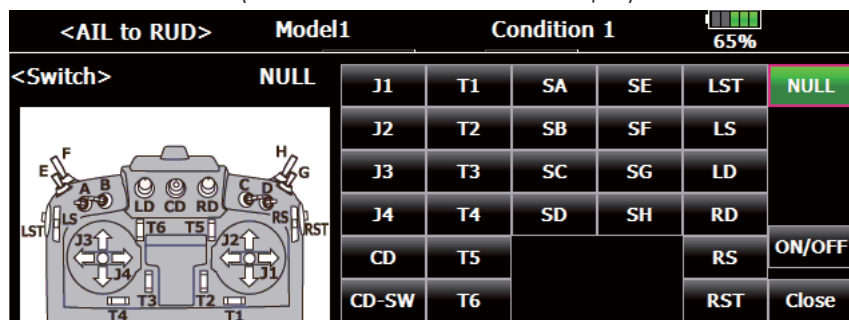 <AIL to RUD> Model1 Condition 1 65%
<Switch> NULL
J1 T1 SA SE LST NULL
J2 T2 SB SF LS
J3 T3 SC SG LD
J4 T4 SD SH RD
CD T5 RS ON/OFF
CD-SW T6 RST Close
F H
E G
A B C D
LD CD RD
LST LS RS RST
T6 T5
J3 J2
J4 J1
T3 T2
T4 T1